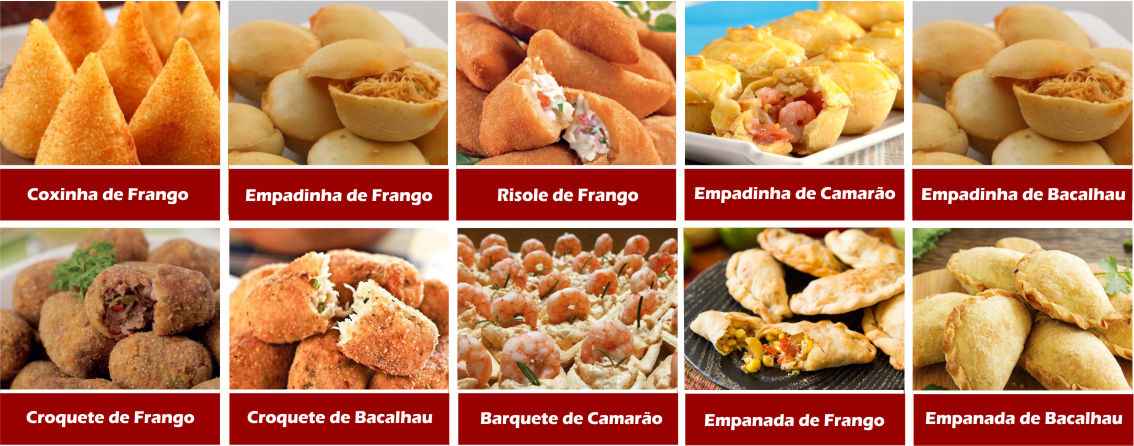 Coxinha de Frango
Empadinha de Frango
Risole de Frango
Empadinha de Camarão
Empadinha de Bacalhau
Croquete de Frango
Croquete de Bacalhau
Barquete de Camarão
Empanada de Frango
Empanada de Bacalhau